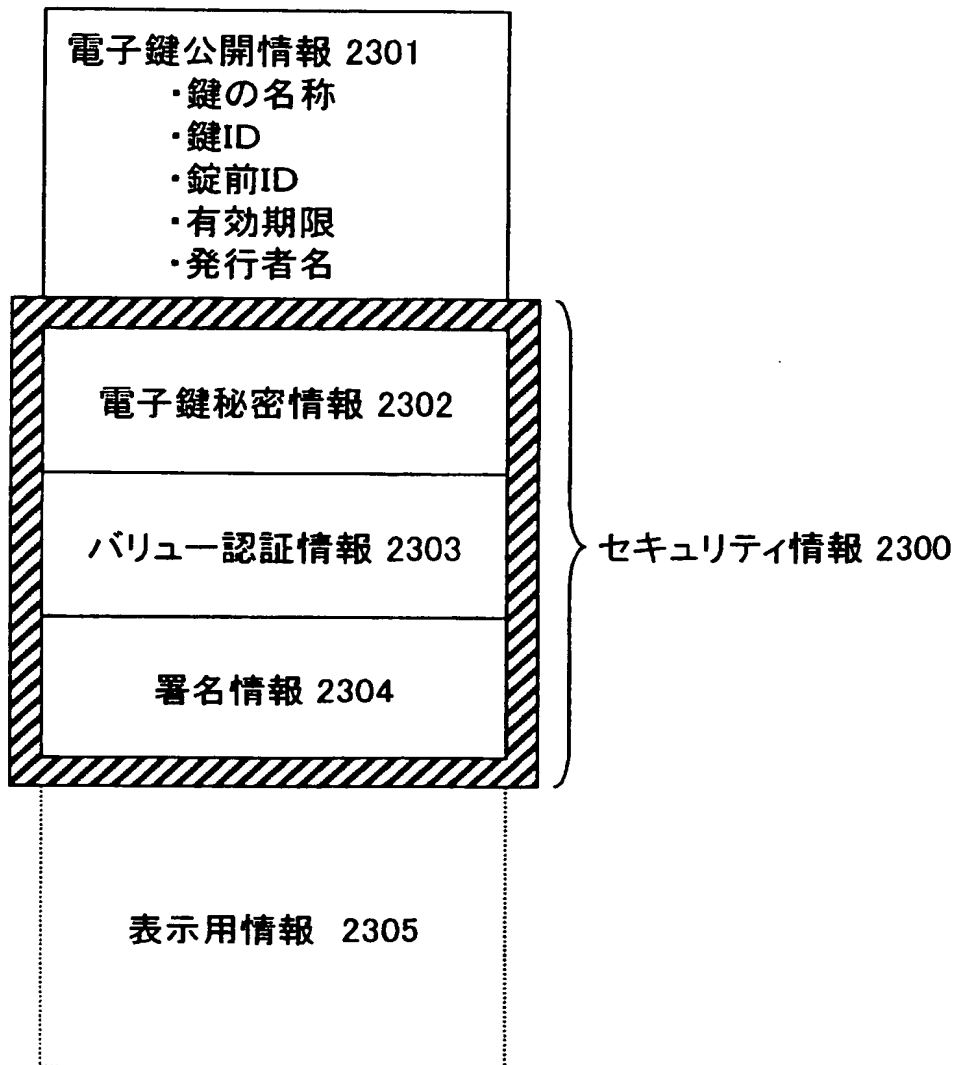 電子鍵公開情報 2301
・鍵の名称
・鍵ID
・錠前ID
・有効期限
・発行者名
電子鍵秘密情報 2302
バリュー認証情報 2303
セキュリティ情報 2300
署名情報 2304
表示用情報 2305